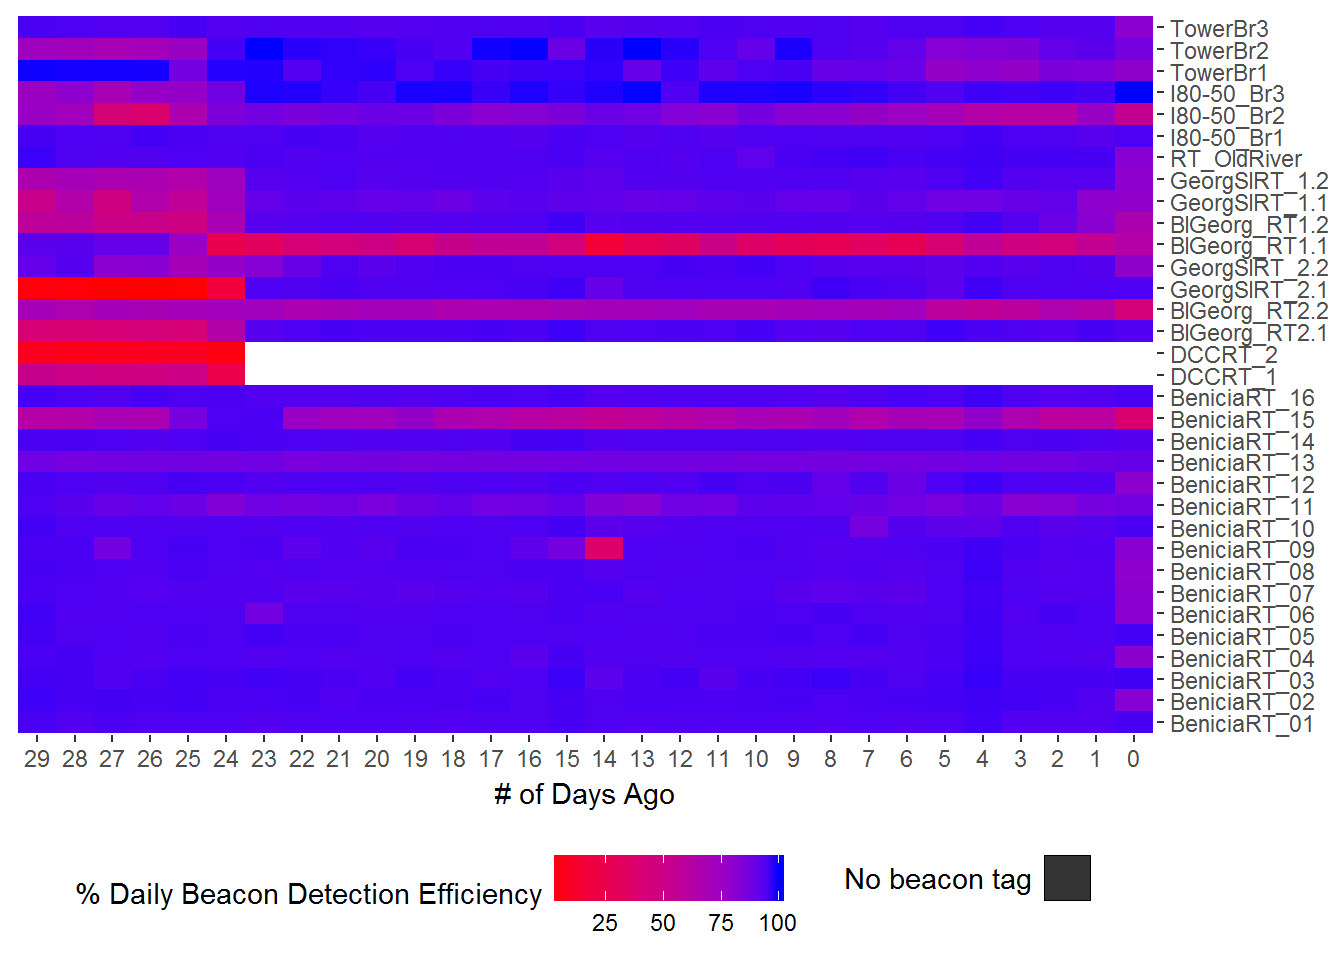 TowerBr3
TowerBr2
TowerBr1
I80-50_Br3
I80-50_Br2
I80-50_Br1
RT_OldRiver
GeorgSlRT_1.2
GeorgSlRT_1.1
BlGeorg_RT1.2
BlGeorg_RT1.1
GeorgSlRT_2.2
GeorgSlRT_2.1
BlGeorg_RT2.2
BlGeorg_RT2.1
DCCRT_2
DCCRT_1
BeniciaRT_16
BeniciaRT_15
BeniciaRT_14
BeniciaRT_13
BeniciaRT_12
BeniciaRT_11
BeniciaRT_10
BeniciaRT_09
BeniciaRT_08
BeniciaRT_07
BeniciaRT_06
BeniciaRT_05
BeniciaRT_04
BeniciaRT_03
BeniciaRT_02
BeniciaRT_01
29 28 27 26 25 24 23 22 21 20 19 18 17 16 15 14 13 12 11 10 9 8 7 6 5 4 3 2 1 0
# of Days Ago
% Daily Beacon Detection Efficiency
25 50 75 100
No beacon tag